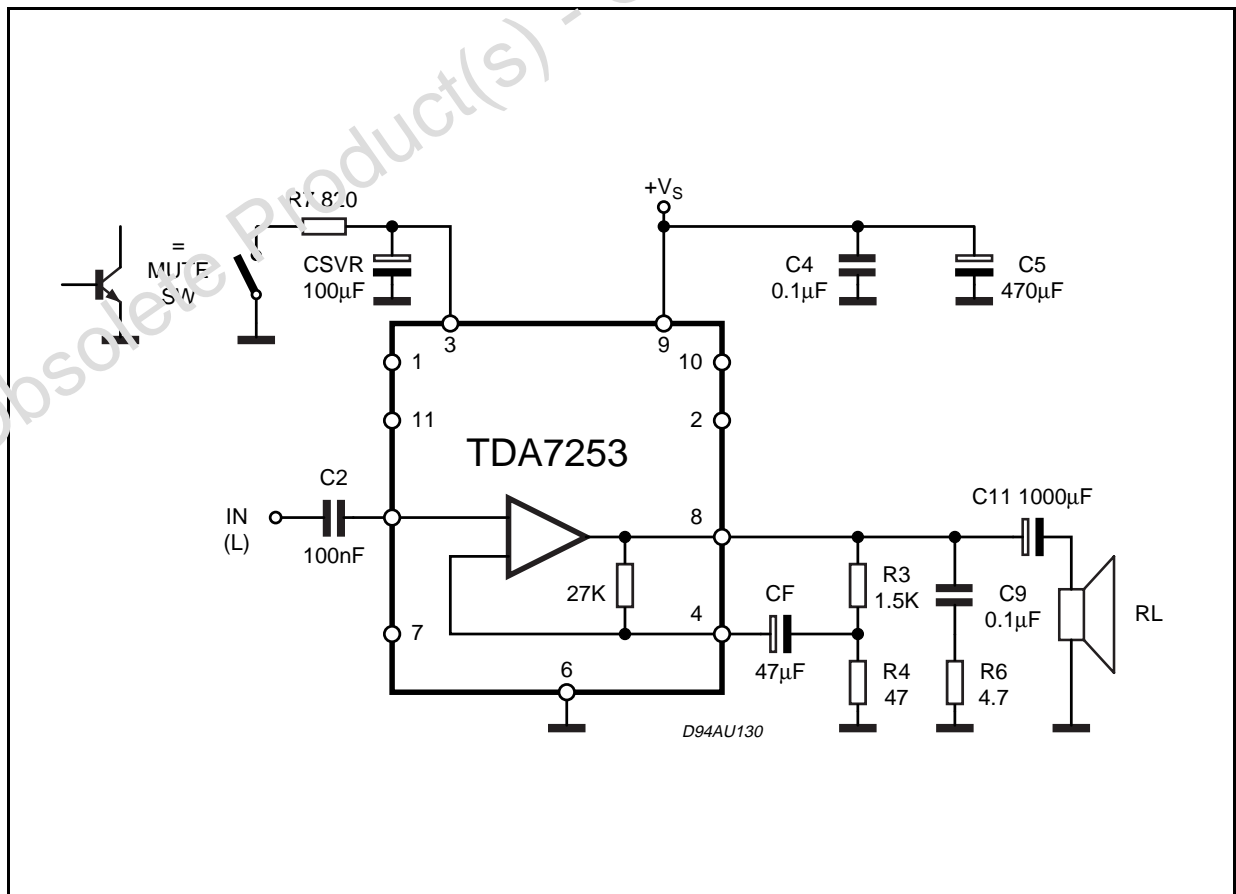 Obsolete Product(s) -
+VS
R7 820
=
MUTE
SW
CSVR
100µF
C4
0.1µF
C5
470µF
3
9
1
10
11
2
TDA7253
C2
IN
(L)
100nF
8
C11 1000µF
27K
CF
R3
1.5K
C9
0.1µF
RL
7
4
47µF
6
R4
47
R6
4.7
D94AU130